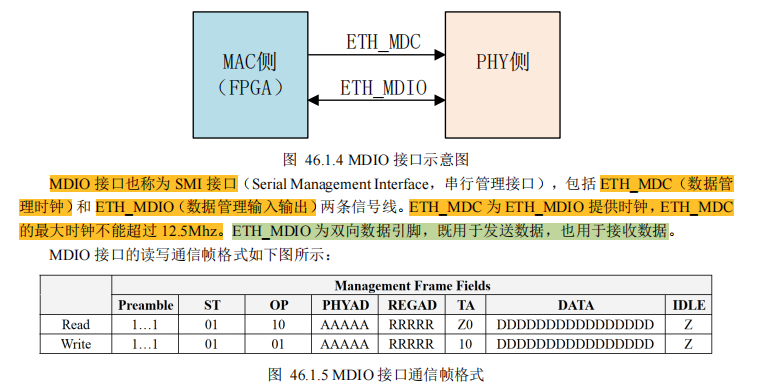 MAC侧
（FPGA）
ETH_MDC
ETH_MDIO
PHY侧
图 46.1.4 MDIO 接口示意图
MDIO 接口也称为 SMI 接口（Serial Management Interface，串行管理接口），包括 ETH_MDC（数据管
理时钟）和 ETH_MDIO（数据管理输入输出）两条信号线。ETH_MDC 为 ETH_MDIO 提供时钟，ETH_MDC
的最大时钟不能超过 12.5Mhz。ETH_MDIO 为双向数据引脚，既用于发送数据，也用于接收数据。
MDIO 接口的读写通信帧格式如下图所示：
Management Frame Fields
Preamble ST OP PHYAD REGAD TA DATA IDLE
Read 1…1 01 10 AAAAA RRRRR Z0 DDDDDDDDDDDDDDDD Z
Write 1…1 01 01 AAAAA RRRRR 10 DDDDDDDDDDDDDDDD Z
图 46.1.5 MDIO 接口通信帧格式